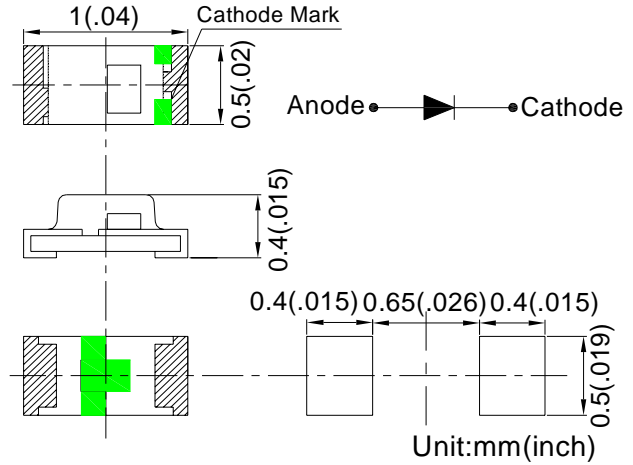 1(.04)
Cathode Mark
0.5(.02)
Anode
Cathode
0.4(.015)
0.4(.015)
0.65(.026)
0.4(.015)
0.5(.019)
Unit:mm(inch)